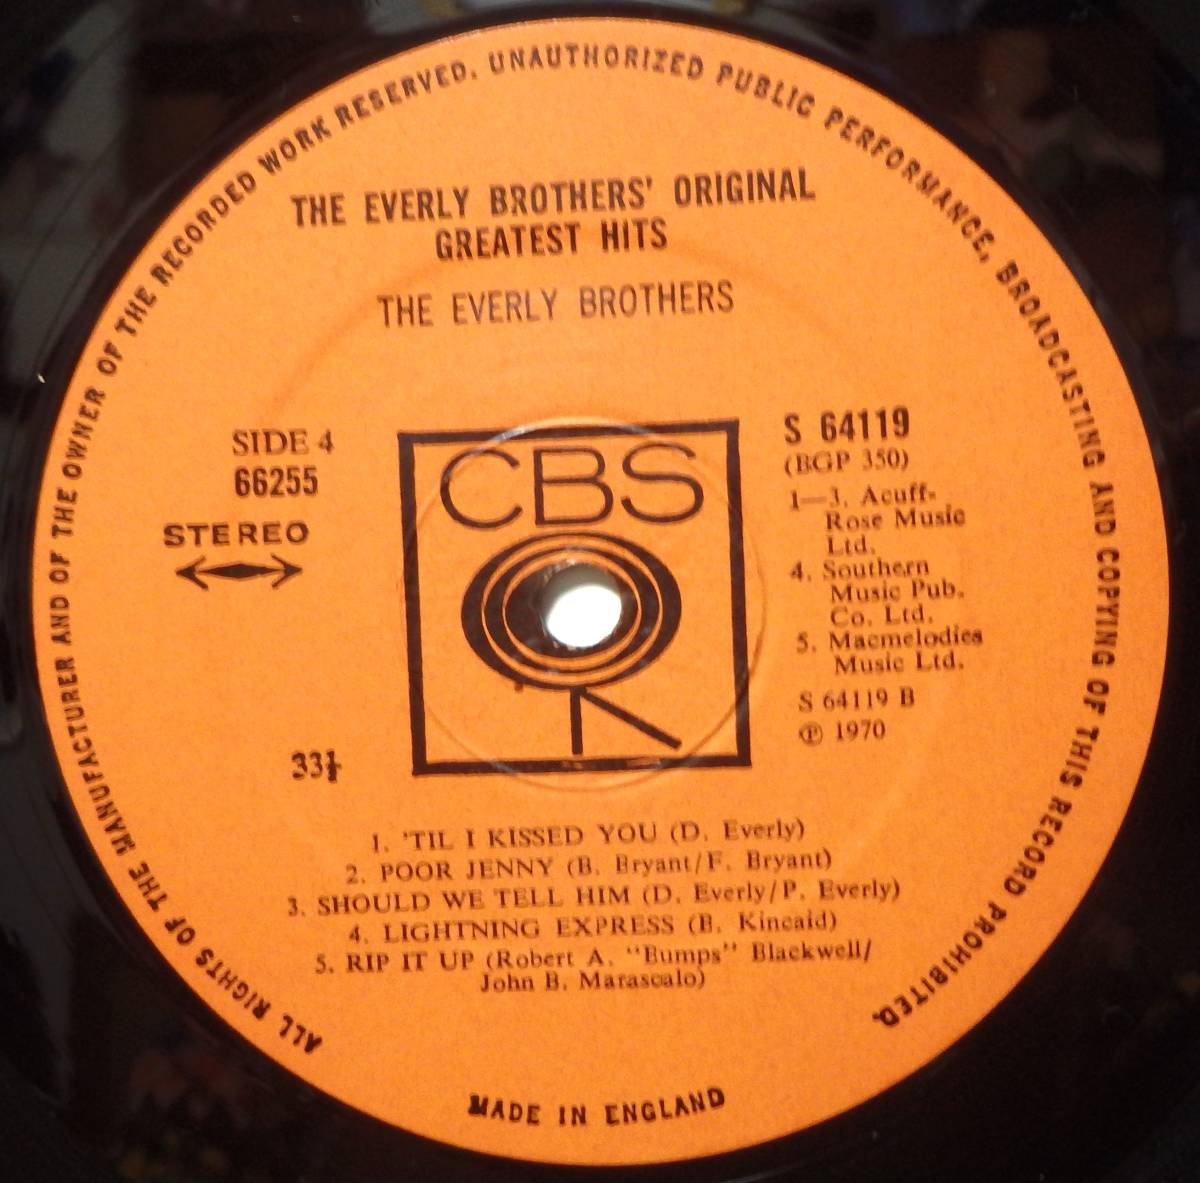 ALL RIGHTS OF THE MANUFACTURER AND OF THE OWNER OF THE RECORDED WORK RESERVED. UNAUTHORIZED PUBLIC PERFORMANCE, BROADCASTING AND COPYING OF THIS RECORD PROHIBITED.
THE EVERLY BROTHERS' ORIGINAL
GREATEST HITS
THE EVERLY BROTHERS
SIDE 4
66255
STEREO
CBS
S 64119
(BGP 350)
1—3. Acuff-
Rose Music
Ltd.
4. Southern
Music Pub.
Co. Ltd.
5. Macmelodies
Music Ltd.
S 64119 B
℗ 1970
33⅓
1. 'TIL I KISSED YOU (D. Everly)
2. POOR JENNY (B. Bryant/F. Bryant)
3. SHOULD WE TELL HIM (D. Everly/P. Everly)
4. LIGHTNING EXPRESS (B. Kincaid)
5. RIP IT UP (Robert A. "Bumps" Blackwell/
John B. Marascalo)
MADE IN ENGLAND